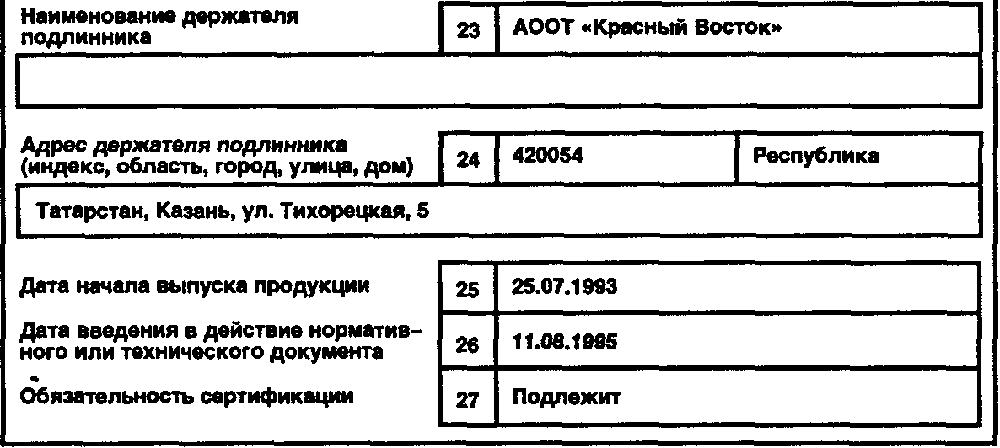 Наименование держателя
подлинника
23
АООТ «Красный Восток»
Адрес держателя подлинника
(индекс, область, город, улица, дом)
24
420054
Республика
Татарстан, Казань, ул. Тихорецкая, 5
Дата начала выпуска продукции
25
25.07.1993
Дата введения в действие норматив-
ного или технического документа
26
11.08.1995
Обязательность сертификации
27
Подлежит